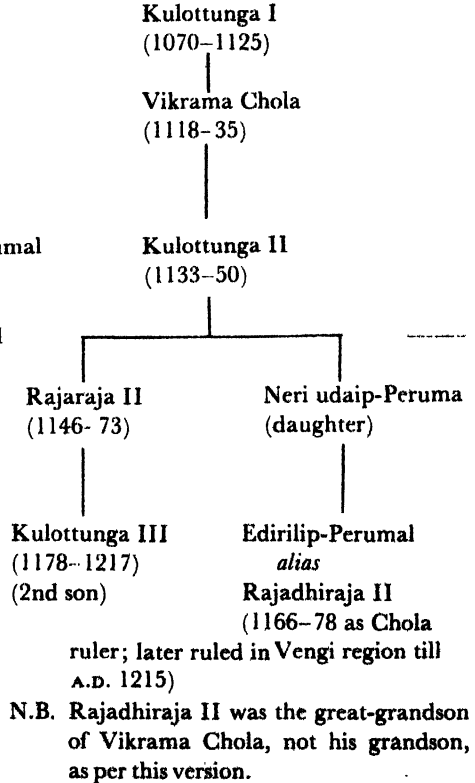 Kulottunga I
(1070–1125)
Vikrama Chola
(1118–35)
Kulottunga II
(1133–50)
Rajaraja II
(1146- 73)
Neri udaip-Peruma
(daughter)
Kulottunga III
(1178-1217)
(2nd son)
Edirilip-Perumal
alias
Rajadhiraja II
(1166–78 as Chola
ruler; later ruled in Vengi region till
A.D. 1215)
N.B. Rajadhiraja II was the great-grandson
of Vikrama Chola, not his grandson,
as per this version.